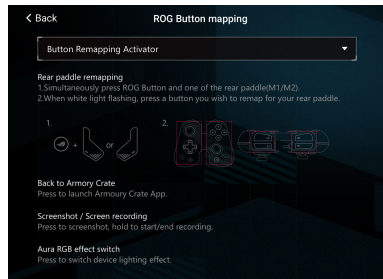 Back
ROG Button mapping
Button Remapping Activator
Rear paddle remapping
1.Simultaneously press ROG Button and one of the rear paddle(M1/M2).
2.When white light flashing, press a button you wish to remap for your rear paddle.
1.
2.
+ or
Back to Armory Crate
Press to launch Armoury Crate App.
Screenshot / Screen recording
Press to screenshot, hold to start/end recording.
Aura RGB effect switch
Press to switch device lighting effect.